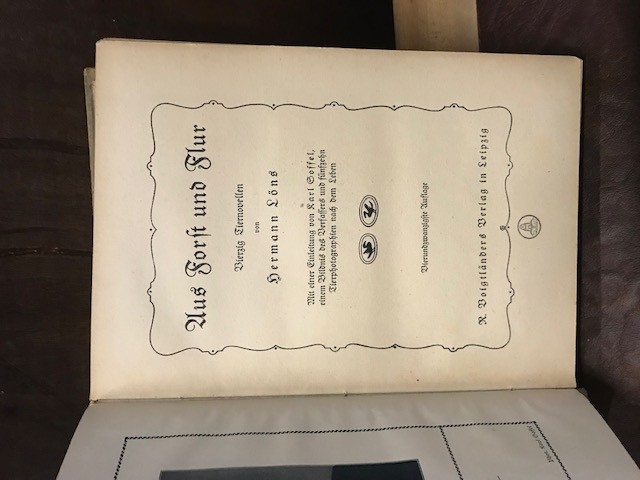 Aus Forst und Flur
Vierzig Tiernovellen
von
Hermann Löns
Mit einer Einleitung von Karl Soffel,
einem Bildnis des Verfassers und fünfzehn
Tierphotographien nach dem Leben
Vierundzwanzigste Auflage
R. Voigtländers Verlag in Leipzig